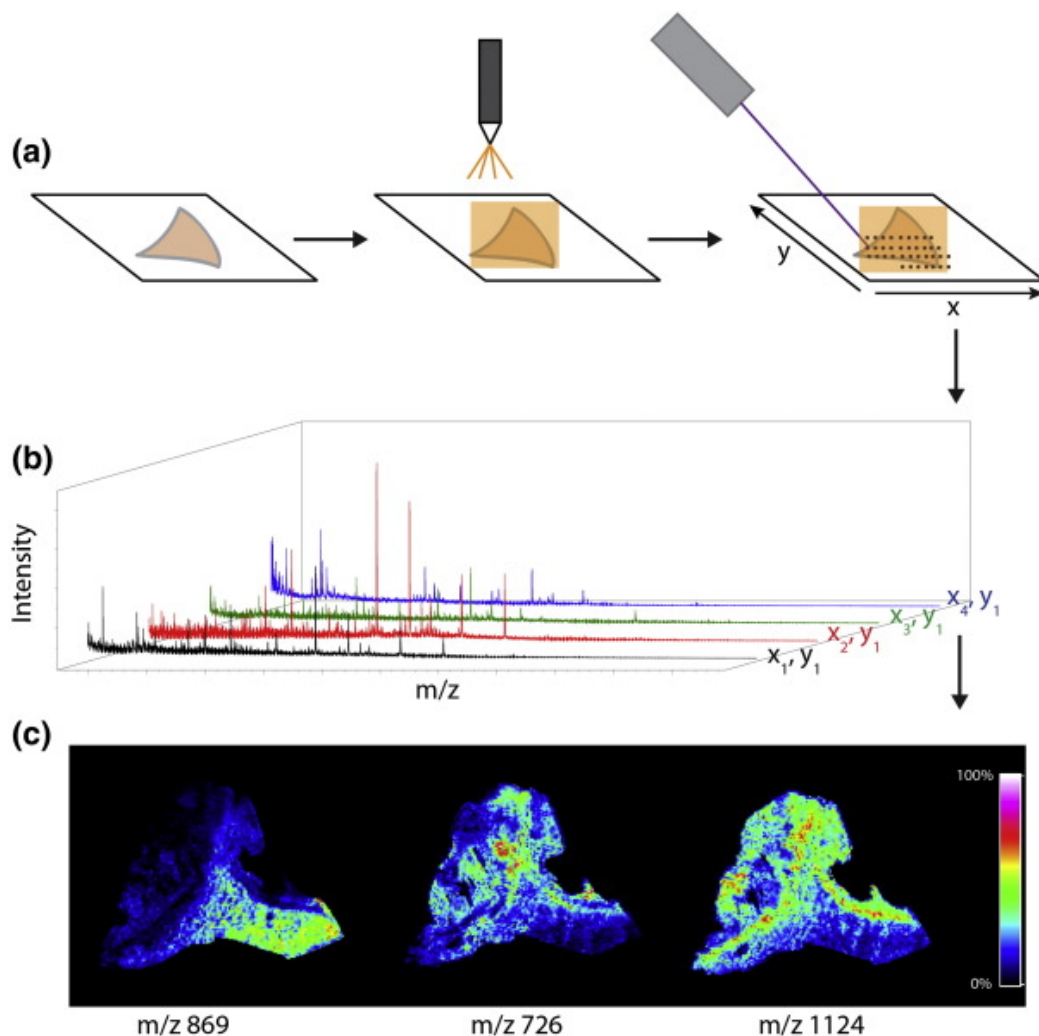 (a)
y
x
(b)
Intensity
x₄, y₁
x₃, y₁
x₂, y₁
x₁, y₁
m/z
(c)
100%
0%
m/z 869
m/z 726
m/z 1124